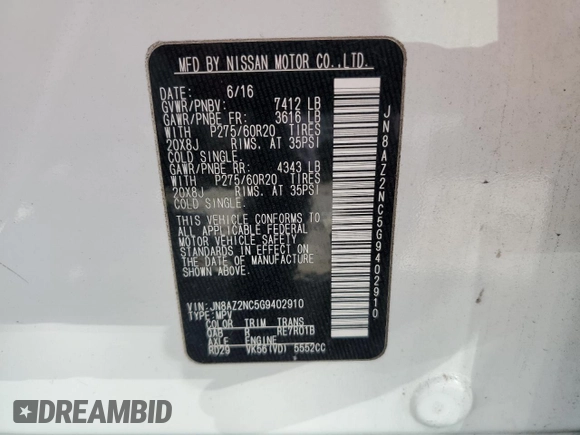 MFD BY NISSAN MOTOR CO.,LTD.
DATE: 6/16
GVWR/PNBV: 7412 LB
GAWR/PNBE FR: 3616 LB
WITH P275/60R20 TIRES
20X8J RIMS, AT 35PSI
COLD SINGLE.
GAWR/PNBE RR: 4343 LB
WITH P275/60R20 TIRES
20X8J RIMS, AT 35PSI
COLD SINGLE.
THIS VEHICLE CONFORMS TO
ALL APPLICABLE FEDERAL
MOTOR VEHICLE SAFETY
STANDARDS IN EFFECT ON
THE DATE OF MANUFACTURE
SHOWN ABOVE.
VIN: JN8AZ2NC5G9402910
TYPE: MPV
COLOR TRIM TRANS
QAB B RE7R01B
AXLE ENGINE
RD29 VK56(VD) 5552CC
JN8AZ2NC5G9402910
DREAMBID
DREAMBID.COM